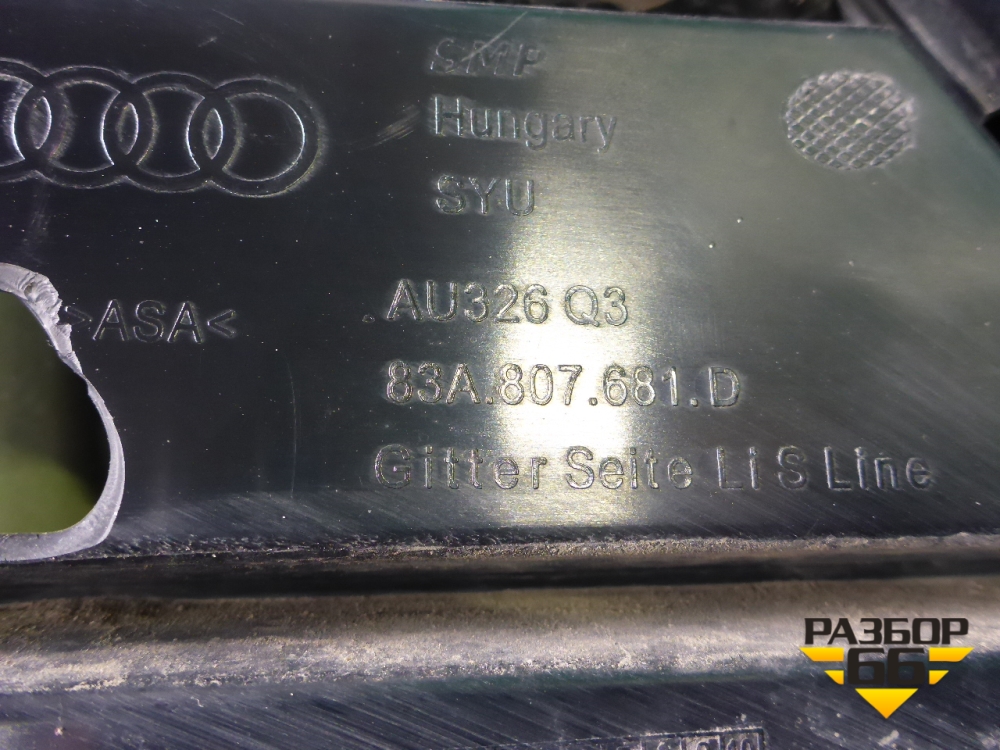 SMP
Hungary
SYU
>ASA<
.AU326 Q3
83A.807.681.D
Gitter Seite Li S Line
РАЗБОР
66